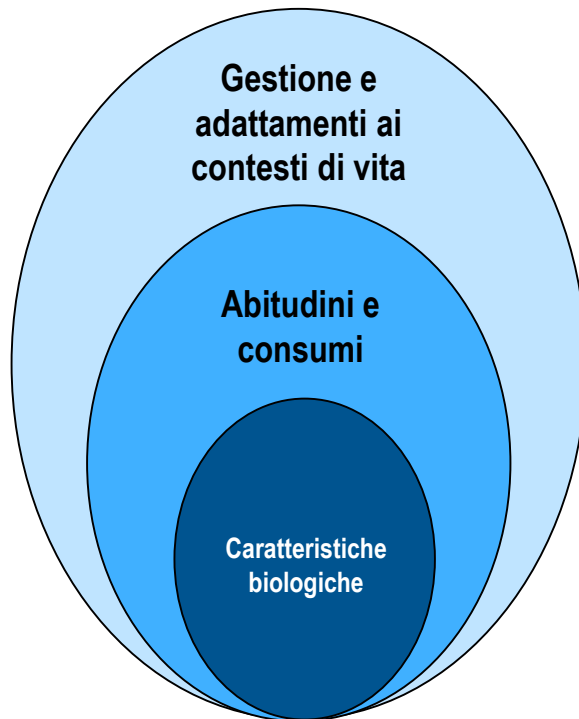 Gestione e
adattamenti ai
contesti di vita
Abitudini e
consumi
Caratteristiche
biologiche